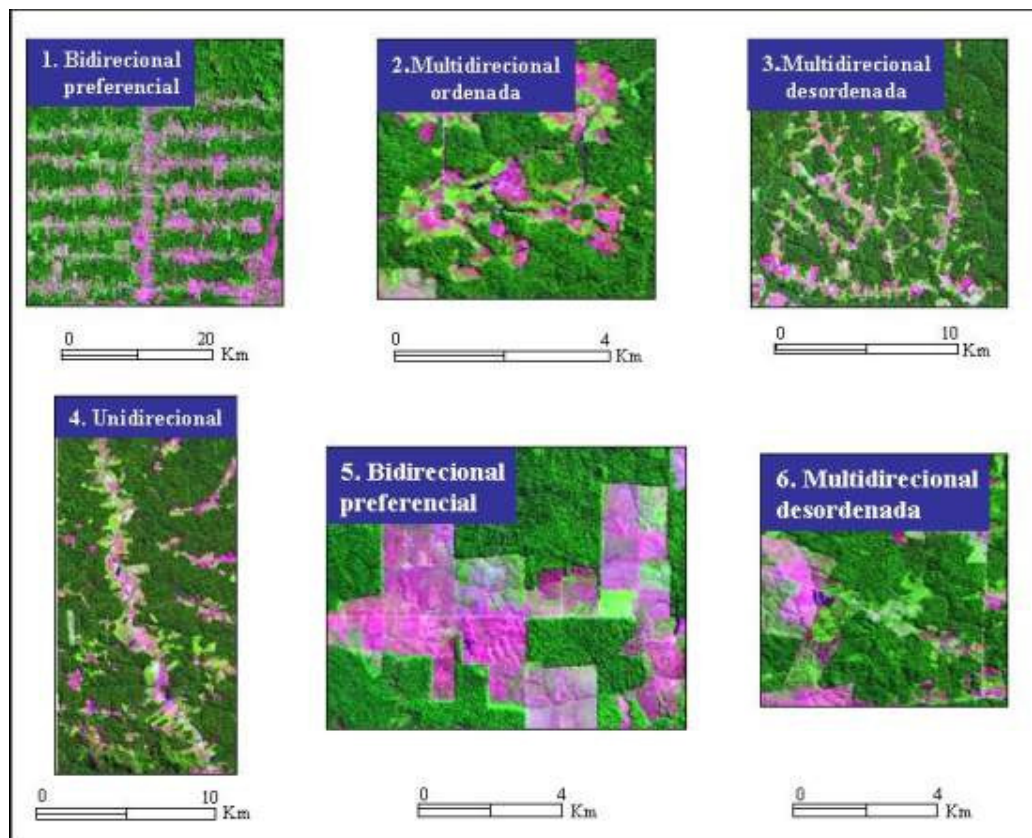 1. Bidirecional
preferencial
2.Multidirecional
ordenada
3.Multidirecional
desordenada
0 20
Km
0 4
Km
0 10
Km
4. Unidirecional
5. Bidirecional
preferencial
6. Multidirecional
desordenada
0 10
Km
0 4
Km
0 4
Km